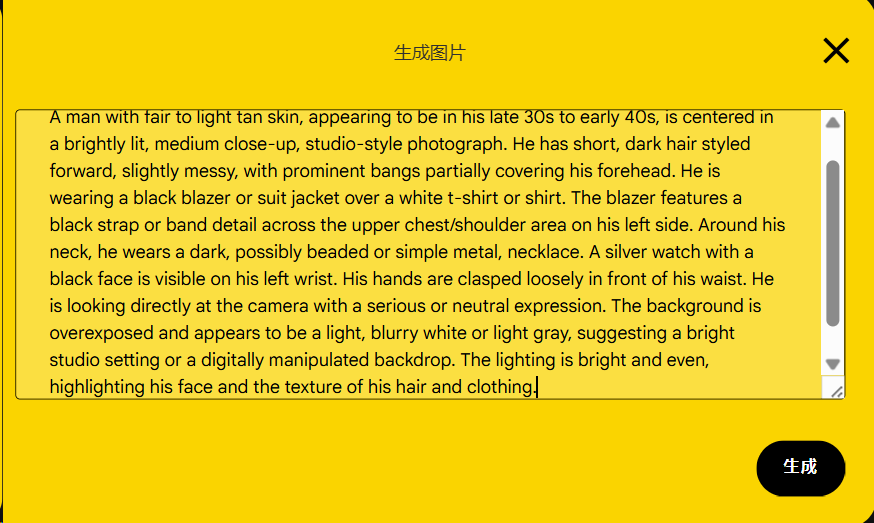 生成图片
A man with fair to light tan skin, appearing to be in his late 30s to early 40s, is centered in
a brightly lit, medium close-up, studio-style photograph. He has short, dark hair styled
forward, slightly messy, with prominent bangs partially covering his forehead. He is
wearing a black blazer or suit jacket over a white t-shirt or shirt. The blazer features a
black strap or band detail across the upper chest/shoulder area on his left side. Around his
neck, he wears a dark, possibly beaded or simple metal, necklace. A silver watch with a
black face is visible on his left wrist. His hands are clasped loosely in front of his waist. He
is looking directly at the camera with a serious or neutral expression. The background is
overexposed and appears to be a light, blurry white or light gray, suggesting a bright
studio setting or a digitally manipulated backdrop. The lighting is bright and even,
highlighting his face and the texture of his hair and clothing.
生成